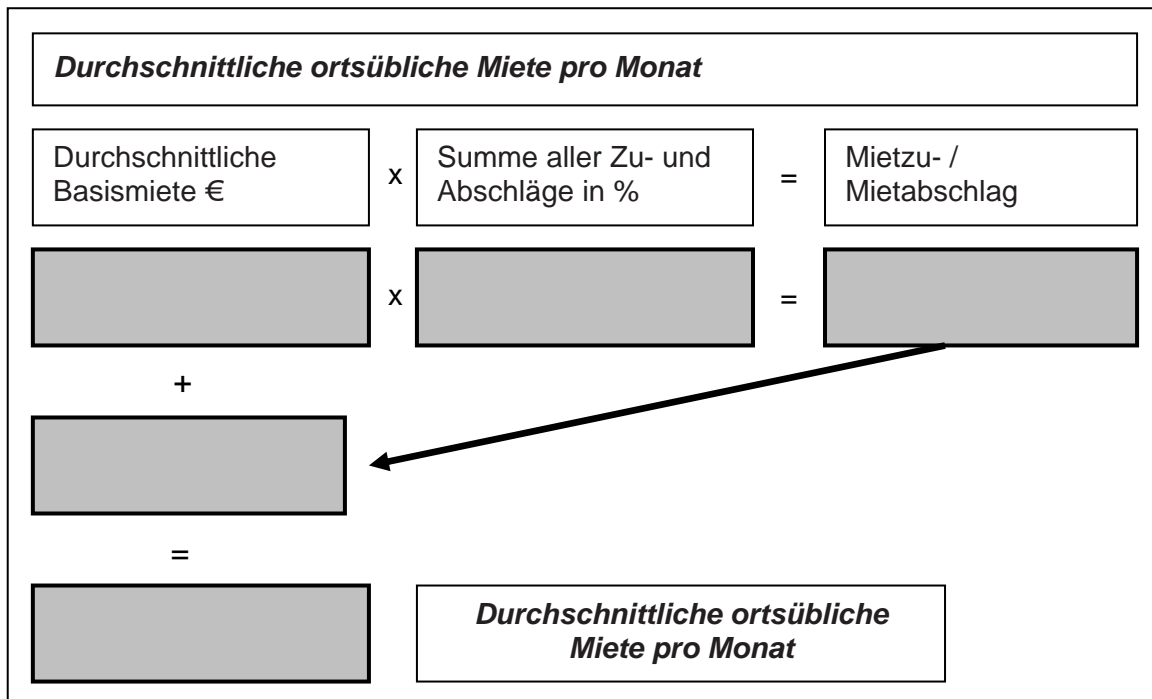 Durchschnittliche ortsübliche Miete pro Monat
Durchschnittliche Basismiete € x Summe aller Zu- und Abschläge in % = Mietzu- / Mietabschlag
x =
+
=
Durchschnittliche ortsübliche
Miete pro Monat